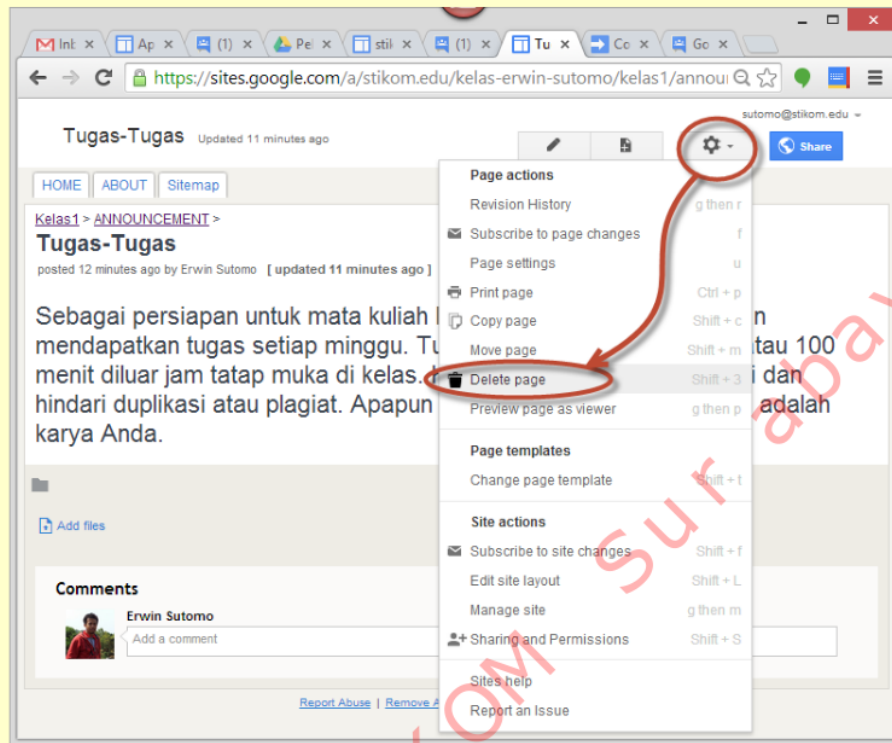 Inb
Ap
(1)
Pel
stik
(1)
Tu
Co
Go
https://sites.google.com/a/stikom.edu/kelas-erwin-sutomo/kelas1/annou
sutomo@stikom.edu
Tugas-Tugas Updated 11 minutes ago
Share
HOME ABOUT Sitemap
Kelas1 > ANNOUNCEMENT >
Tugas-Tugas
posted 12 minutes ago by Erwin Sutomo [ updated 11 minutes ago ]
Sebagai persiapan untuk mata kuliah n
mendapatkan tugas setiap minggu. Tu tau 100
menit diluar jam tatap muka di kelas. i dan
hindari duplikasi atau plagiat. Apapun adalah
karya Anda.
Add files
Comments
Erwin Sutomo
Add a comment
Report Abuse | Remove A
Page actions
Revision History g then r
Subscribe to page changes f
Page settings u
Print page Ctrl + p
Copy page Shift + c
Move page Shift + m
Delete page Shift + 3
Preview page as viewer g then p
Page templates
Change page template Shift + t
Site actions
Subscribe to site changes Shift + f
Edit site layout Shift + L
Manage site g then m
Sharing and Permissions Shift + S
Sites help
Report an Issue
KOM Surabay